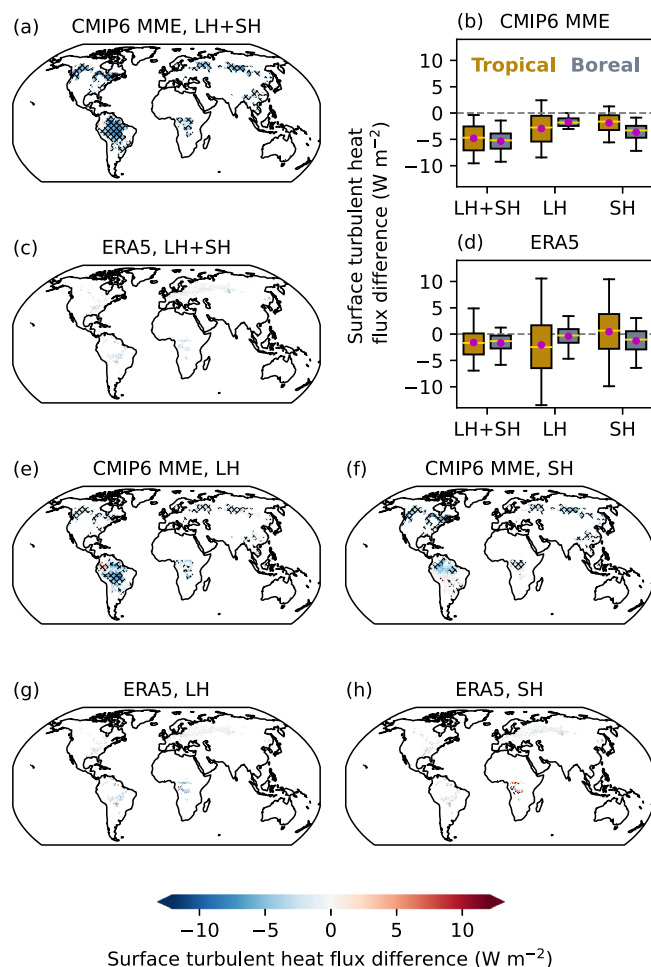 (a) CMIP6 MME, LH+SH
(b) CMIP6 MME
Tropical Boreal
10
5
0
−5
−10
LH+SH LH SH
Surface turbulent heat
flux difference (W m−2)
(c) ERA5, LH+SH
(d) ERA5
10
5
0
−5
−10
LH+SH LH SH
(e) CMIP6 MME, LH
(f) CMIP6 MME, SH
(g) ERA5, LH
(h) ERA5, SH
−10 −5 0 5 10
Surface turbulent heat flux difference (W m−2)